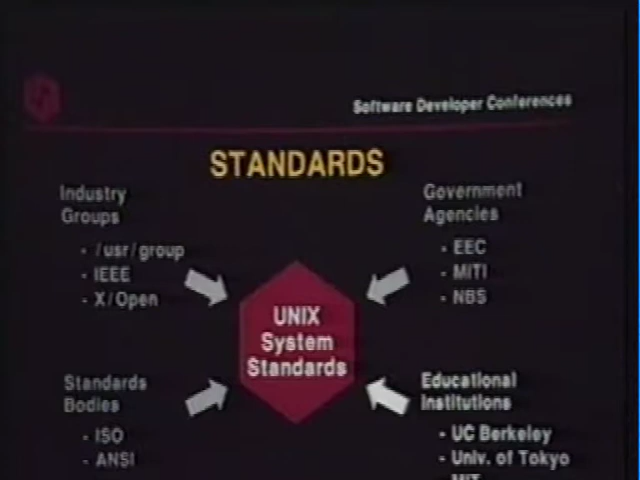 Software Developer Conferences
STANDARDS
Industry
Groups
- /usr/group
- IEEE
- X/Open
Government
Agencies
- EEC
- MITI
- NBS
UNIX
System
Standards
Standards
Bodies
- ISO
- ANSI
Educational
Institutions
- UC Berkeley
- Univ. of Tokyo
- MIT